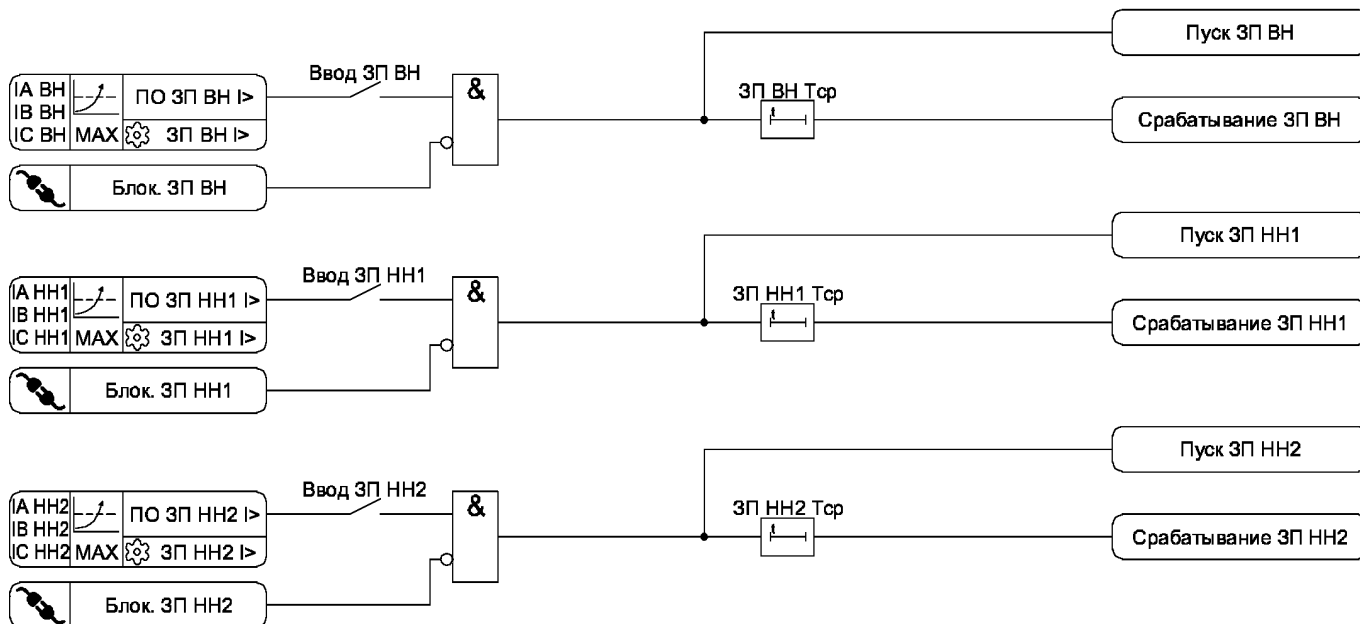 Пуск ЗП ВН
Ввод ЗП ВН
IA ВН
IB ВН
IC ВН
MAX
ПО ЗП ВН I>
ЗП ВН I>
&
ЗП ВН Тср
t
Срабатывание ЗП ВН
Блок. ЗП ВН
Пуск ЗП НН1
Ввод ЗП НН1
IA НН1
IB НН1
IC НН1
MAX
ПО ЗП НН1 I>
ЗП НН1 I>
&
ЗП НН1 Тср
t
Срабатывание ЗП НН1
Блок. ЗП НН1
Пуск ЗП НН2
Ввод ЗП НН2
IA НН2
IB НН2
IC НН2
MAX
ПО ЗП НН2 I>
ЗП НН2 I>
&
ЗП НН2 Тср
t
Срабатывание ЗП НН2
Блок. ЗП НН2